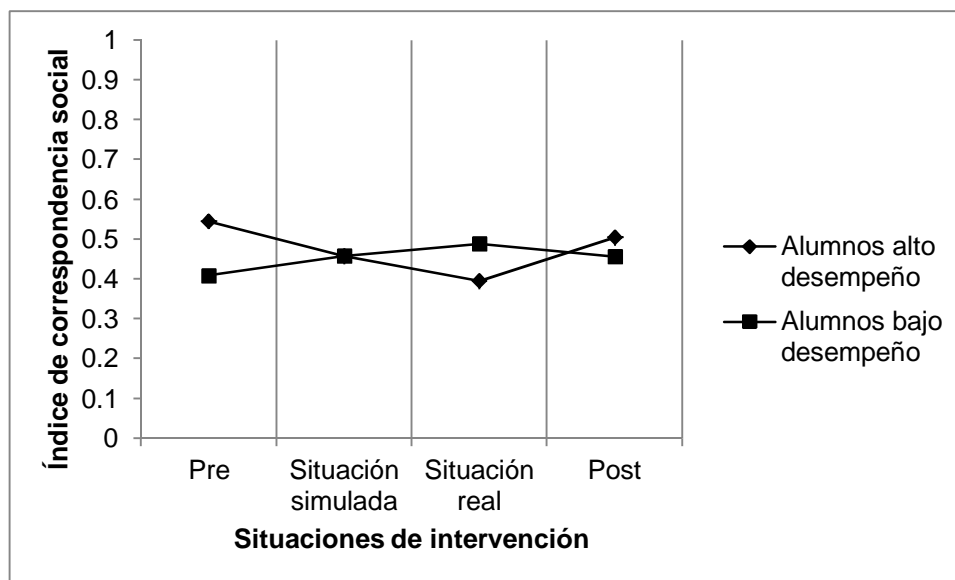 Índice de correspondencia social
1
0.9
0.8
0.7
0.6
0.5
0.4
0.3
0.2
0.1
0
Pre
Situación
simulada
Situación
real
Post
Situaciones de intervención
Alumnos alto
desempeño
Alumnos bajo
desempeño